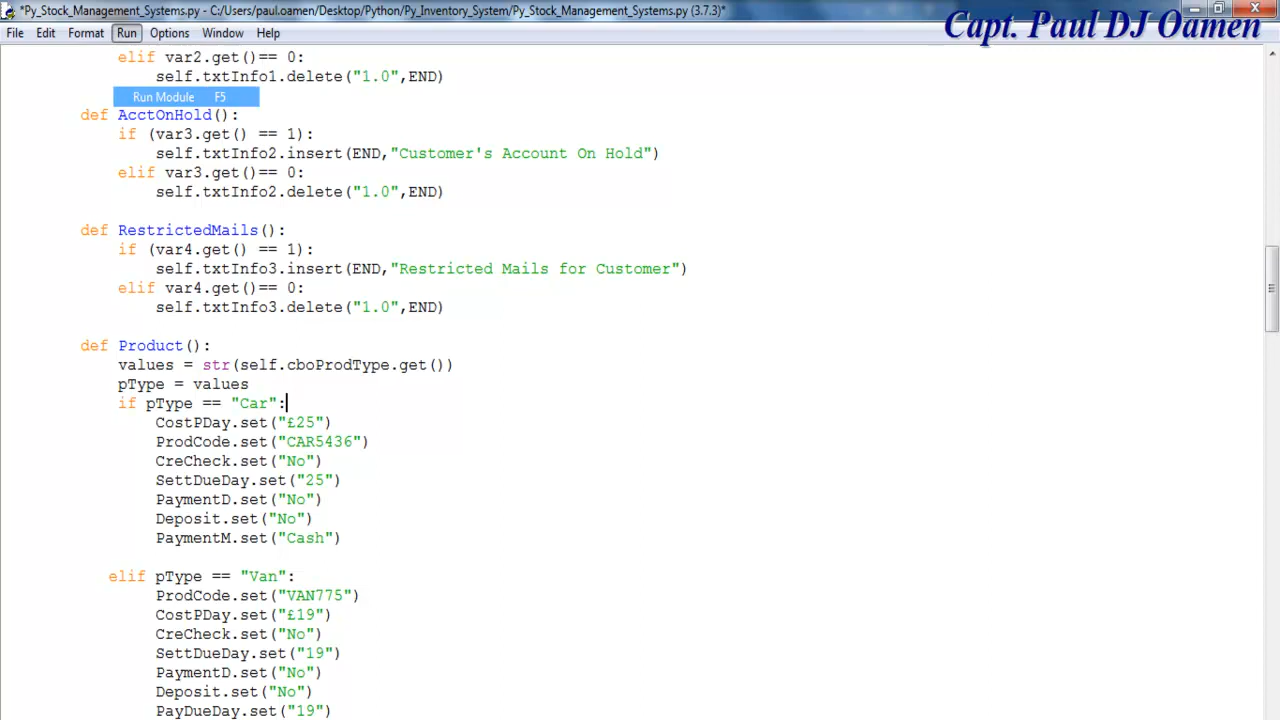 *Py_Stock_Management_Systems.py - C:/Users/paul.oamen/Desktop/Python/Py_Inventory_System/Py_Stock_Management_Systems.py (3.7.3)*
Capt. Paul DJ Oamen
File Edit Format Run Options Window Help
elif var2.get()== 0:
self.txtInfo1.delete("1.0",END)
Run Module F5
def AcctOnHold():
if (var3.get() == 1):
self.txtInfo2.insert(END,"Customer's Account On Hold")
elif var3.get()== 0:
self.txtInfo2.delete("1.0",END)
def RestrictedMails():
if (var4.get() == 1):
self.txtInfo3.insert(END,"Restricted Mails for Customer")
elif var4.get()== 0:
self.txtInfo3.delete("1.0",END)
def Product():
values = str(self.cboProdType.get())
pType = values
if pType == "Car":
CostPDay.set("£25")
ProdCode.set("CAR5436")
CreCheck.set("No")
SettDueDay.set("25")
PaymentD.set("No")
Deposit.set("No")
PaymentM.set("Cash")
elif pType == "Van":
ProdCode.set("VAN775")
CostPDay.set("£19")
CreCheck.set("No")
SettDueDay.set("19")
PaymentD.set("No")
Deposit.set("No")
PayDueDay.set("19")